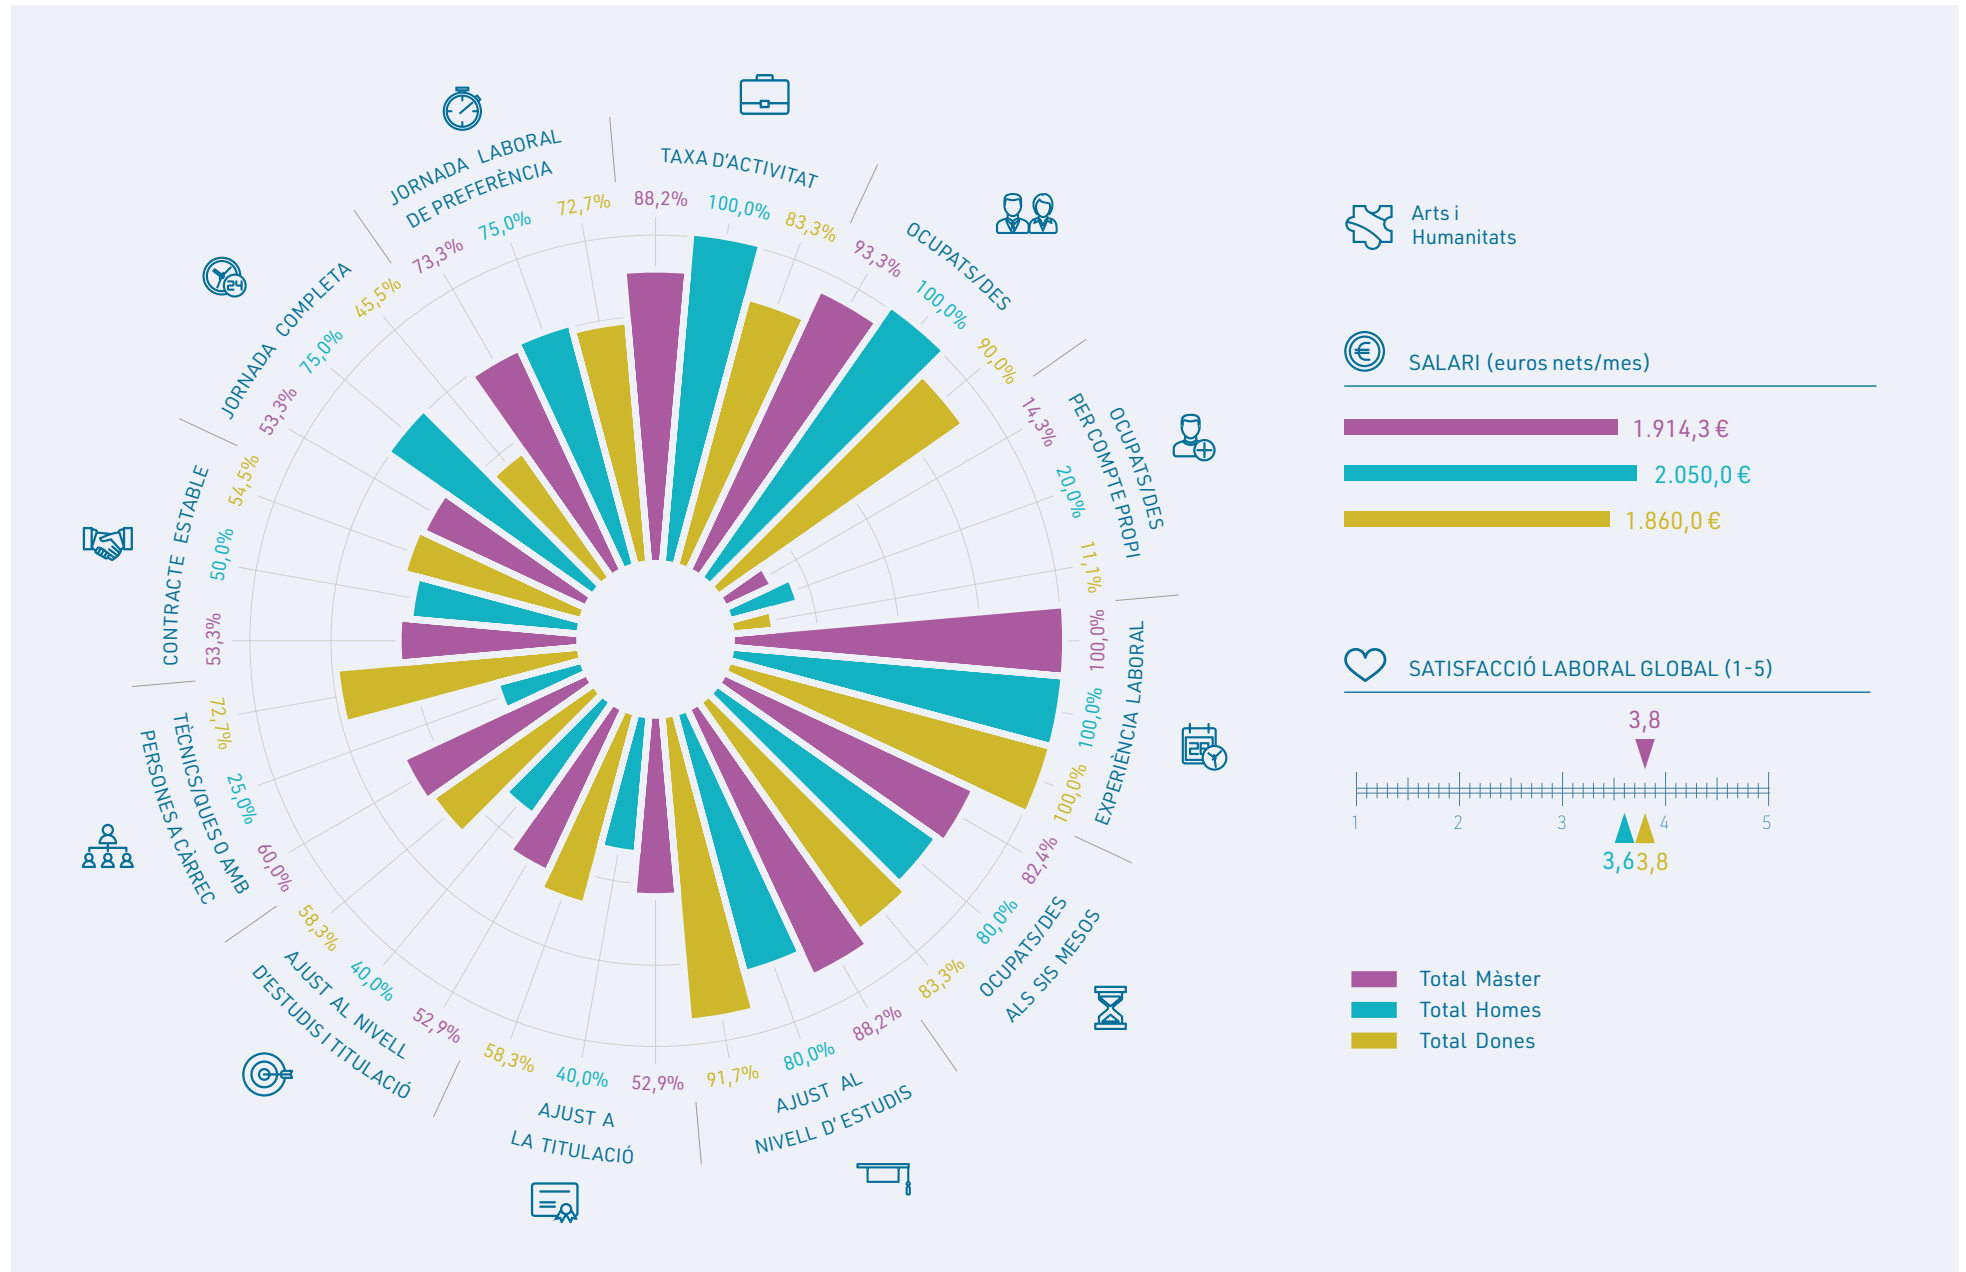 TAXA D'ACTIVITAT
88,2%
100,0%
83,3%
OCUPATS/DES
93,3%
100,0%
90,0%
OCUPATS/DES
PER COMPTE PROPI
14,3%
20,0%
11,1%
EXPERIÈNCIA LABORAL
100,0%
100,0%
100,0%
OCUPATS/DES
ALS SIS MESOS
82,4%
80,0%
83,3%
AJUST AL
NIVELL D'ESTUDIS
88,2%
80,0%
91,7%
AJUST A
LA TITULACIÓ
52,9%
40,0%
58,3%
AJUST AL NIVELL
D'ESTUDIS I TITULACIÓ
52,9%
40,0%
58,3%
TÈCNICS/QUES O AMB
PERSONES A CÀRREC
60,0%
25,0%
72,7%
CONTRACTE ESTABLE
53,3%
50,0%
54,5%
JORNADA COMPLETA
53,3%
75,0%
45,5%
JORNADA LABORAL
DE PREFERÈNCIA
73,3%
75,0%
72,7%
24
28
Arts i
Humanitats
€ SALARI (euros nets/mes)
1.914,3 €
2.050,0 €
1.860,0 €
SATISFACCIÓ LABORAL GLOBAL (1-5)
3,8
1 2 3 4 5
3,6 3,8
Total Màster
Total Homes
Total Dones